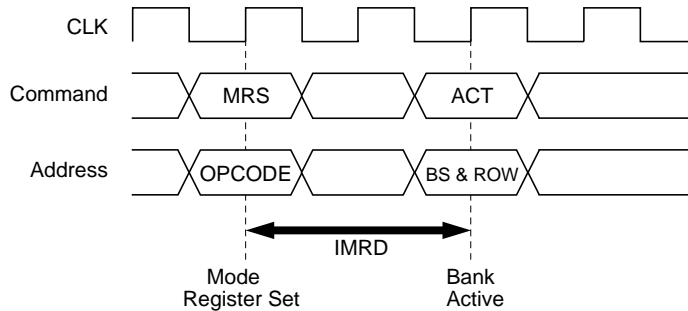 CLK
Command
MRS
ACT
Address
OPCODE
BS & ROW
IMRD
Mode
Register Set
Bank
Active